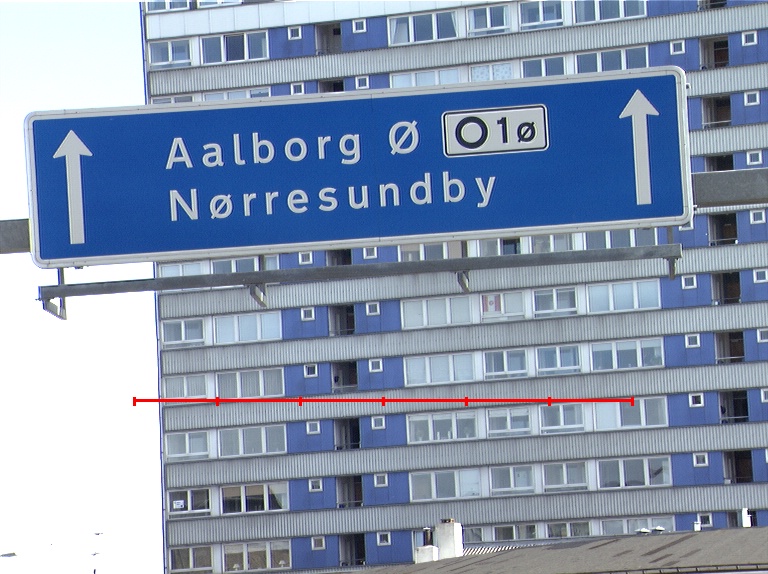 Aalborg Ø O1ø
Nørresundby